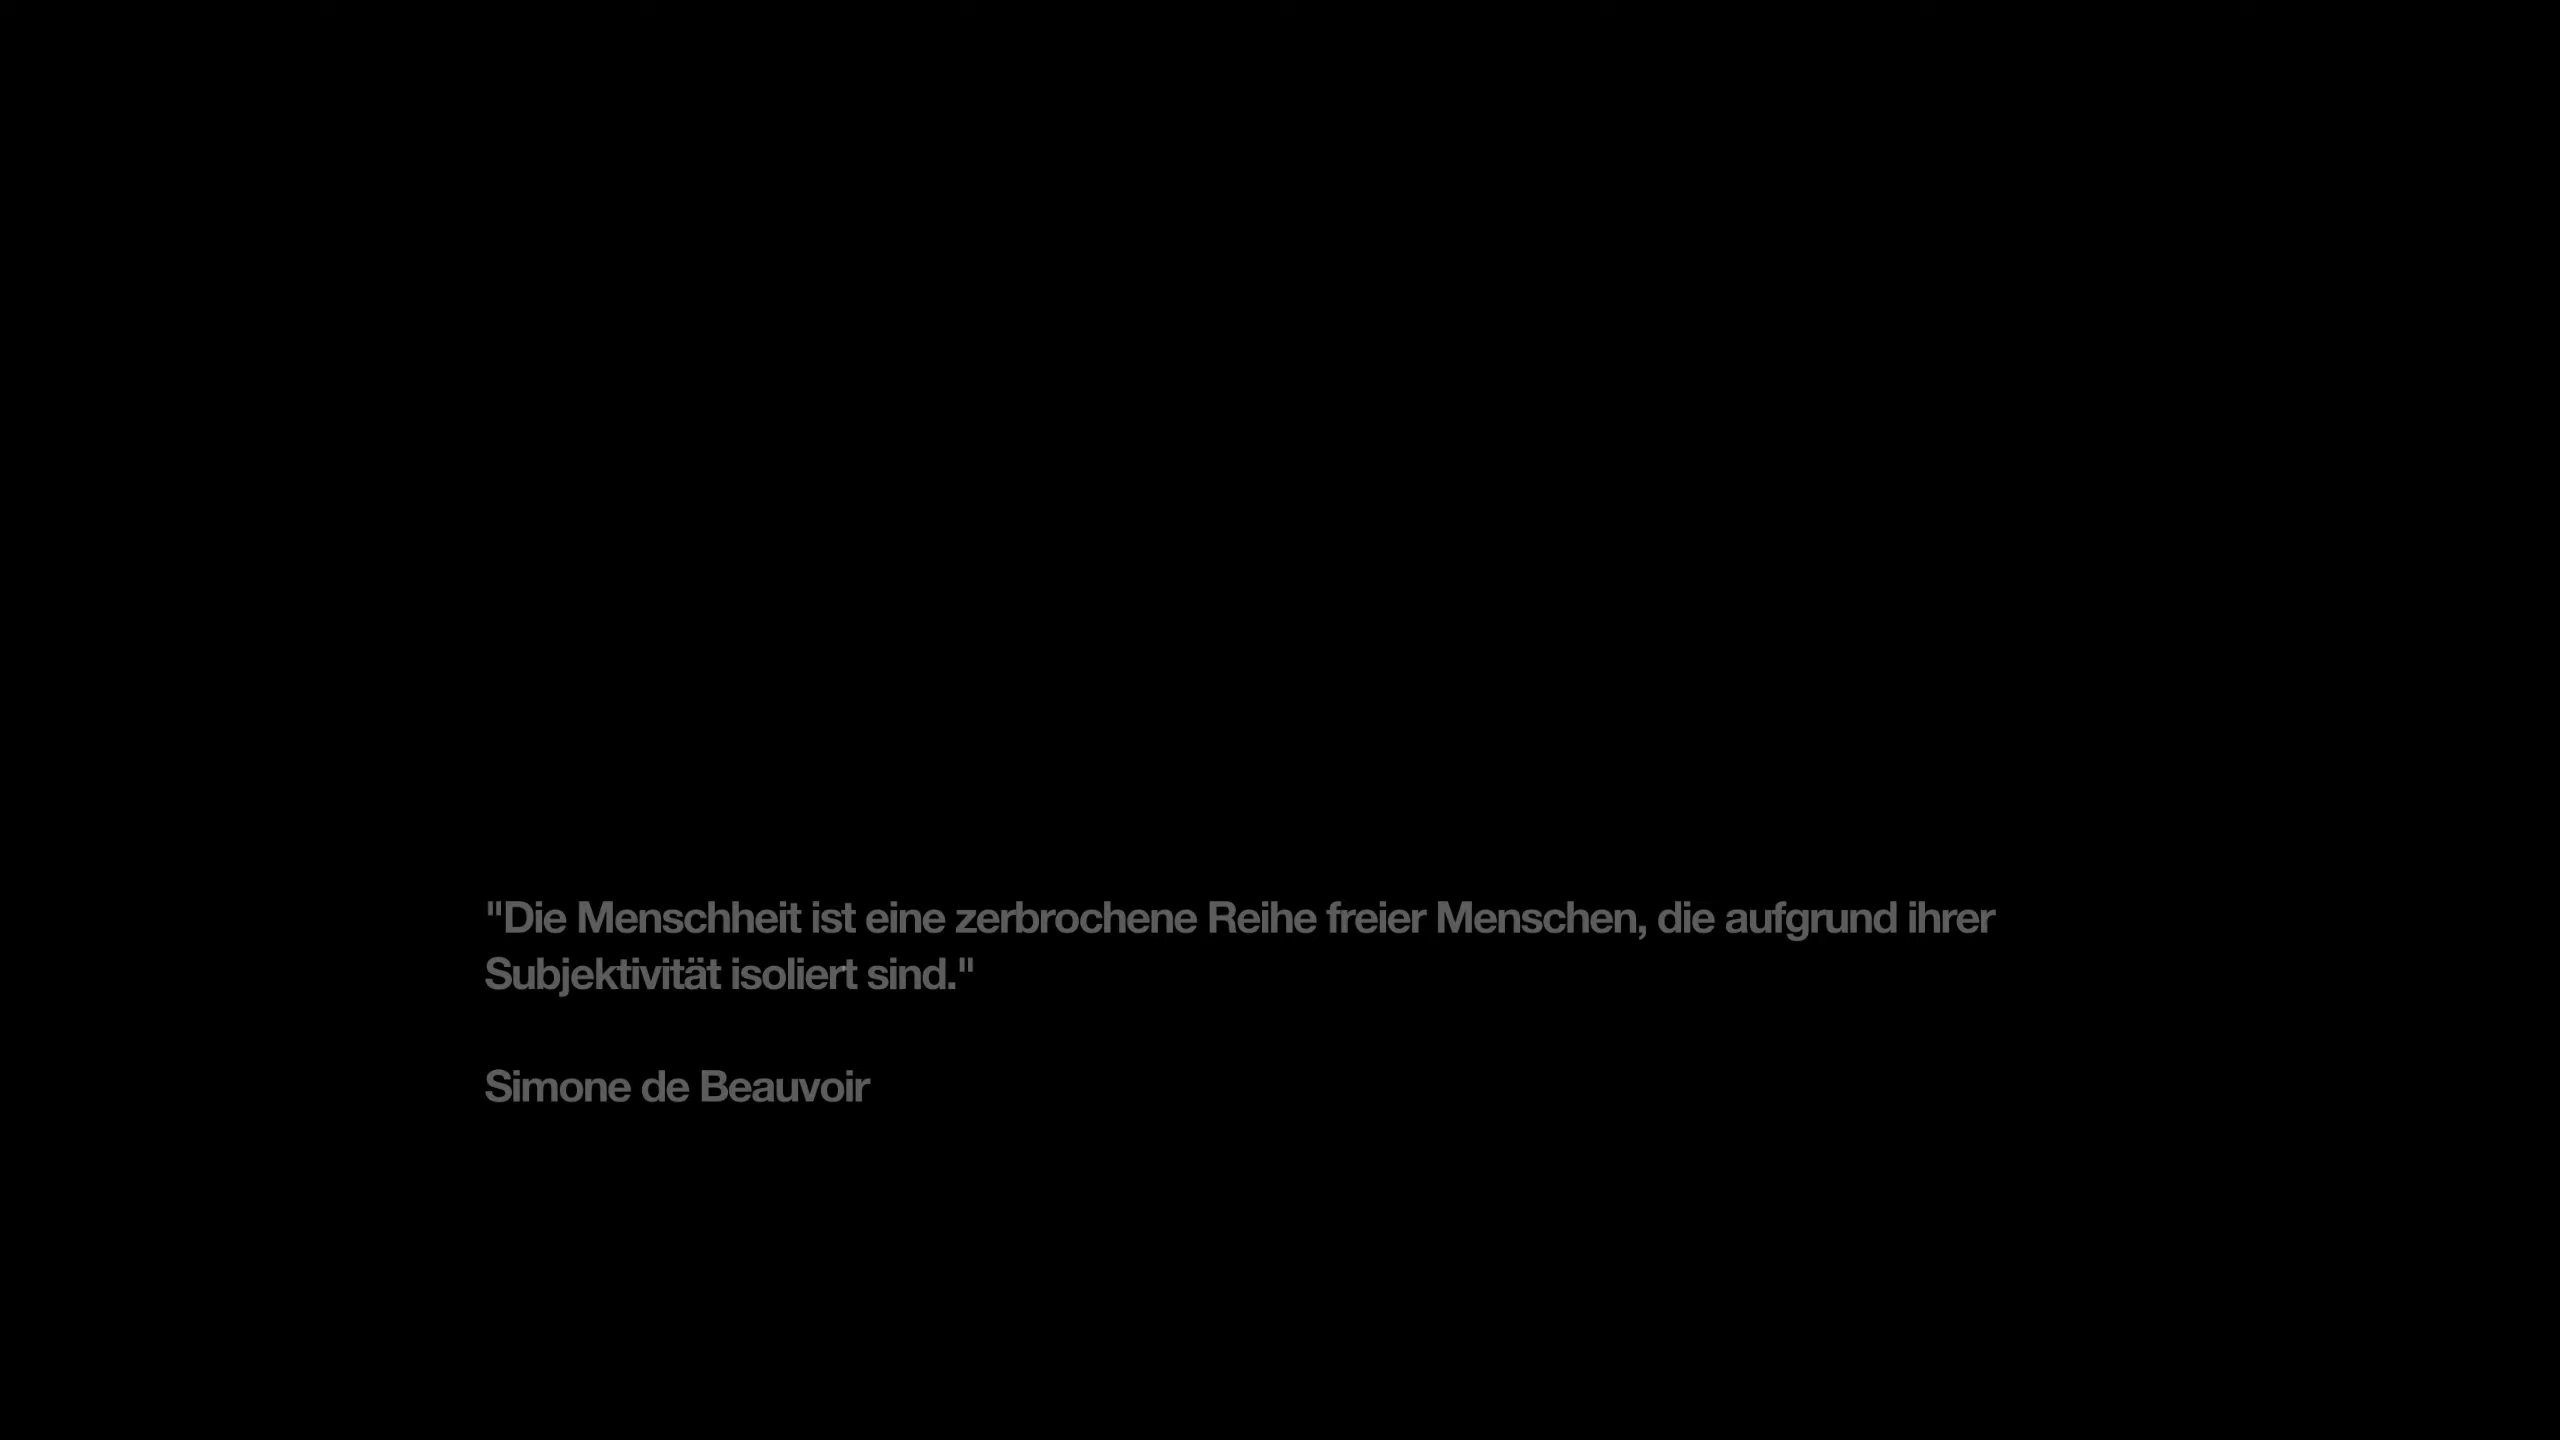 "Die Menschheit ist eine zerbrochene Reihe freier Menschen, die aufgrund ihrer
Subjektivität isoliert sind."
Simone de Beauvoir